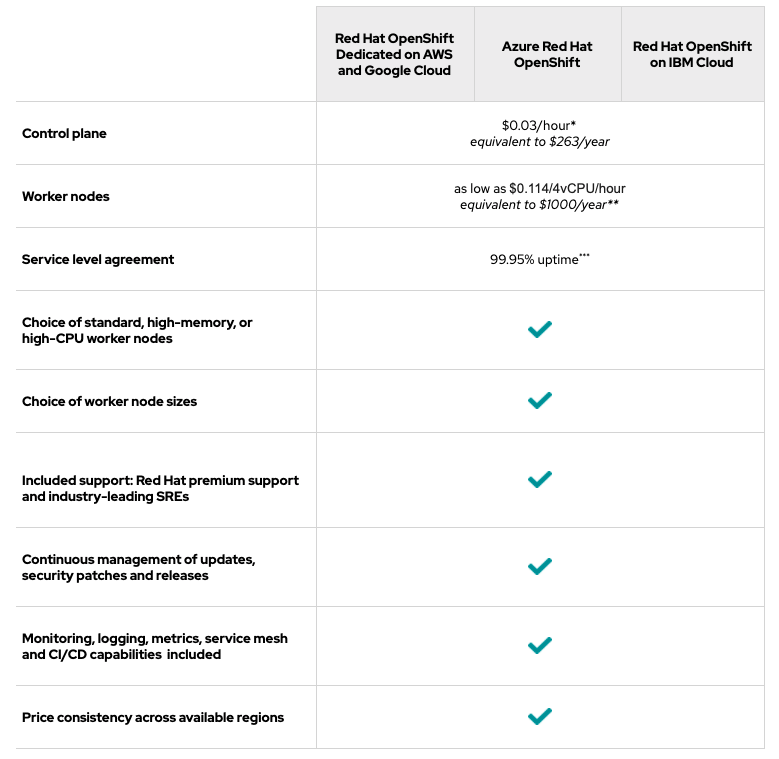 Red Hat OpenShift
Dedicated on AWS
and Google Cloud
Azure Red Hat
OpenShift
Red Hat OpenShift
on IBM Cloud
Control plane
$0.03/hour*
equivalent to $263/year
Worker nodes
as low as $0.114/4vCPU/hour
equivalent to $1000/year**
Service level agreement
99.95% uptime***
Choice of standard, high-memory, or
high-CPU worker nodes
Choice of worker node sizes
Included support: Red Hat premium support
and industry-leading SREs
Continuous management of updates,
security patches and releases
Monitoring, logging, metrics, service mesh
and CI/CD capabilities included
Price consistency across available regions